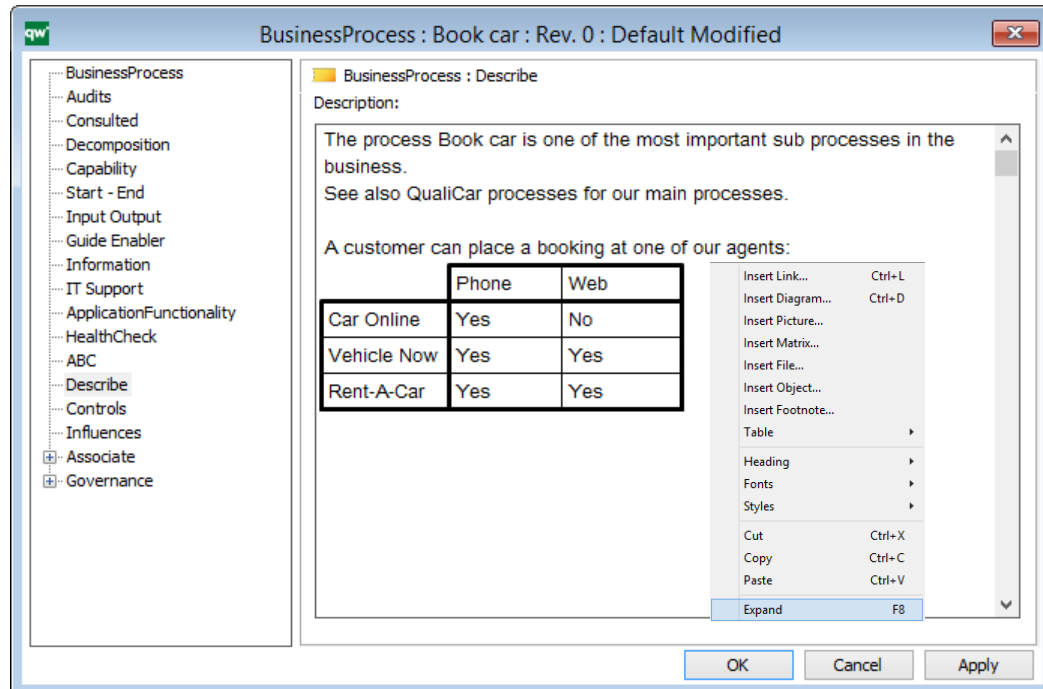 qw
BusinessProcess : Book car : Rev. 0 : Default Modified
BusinessProcess
Audits
Consulted
Decomposition
Capability
Start - End
Input Output
Guide Enabler
Information
IT Support
ApplicationFunctionality
HealthCheck
ABC
Describe
Controls
Influences
Associate
Governance
BusinessProcess : Describe
Description:
The process Book car is one of the most important sub processes in the
business.
See also QualiCar processes for our main processes.
A customer can place a booking at one of our agents:
Phone Web
Car Online Yes No
Vehicle Now Yes Yes
Rent-A-Car Yes Yes
Insert Link... Ctrl+L
Insert Diagram... Ctrl+D
Insert Picture...
Insert Matrix...
Insert File...
Insert Object...
Insert Footnote...
Table
Heading
Fonts
Styles
Cut Ctrl+X
Copy Ctrl+C
Paste Ctrl+V
Expand F8
OK Cancel Apply